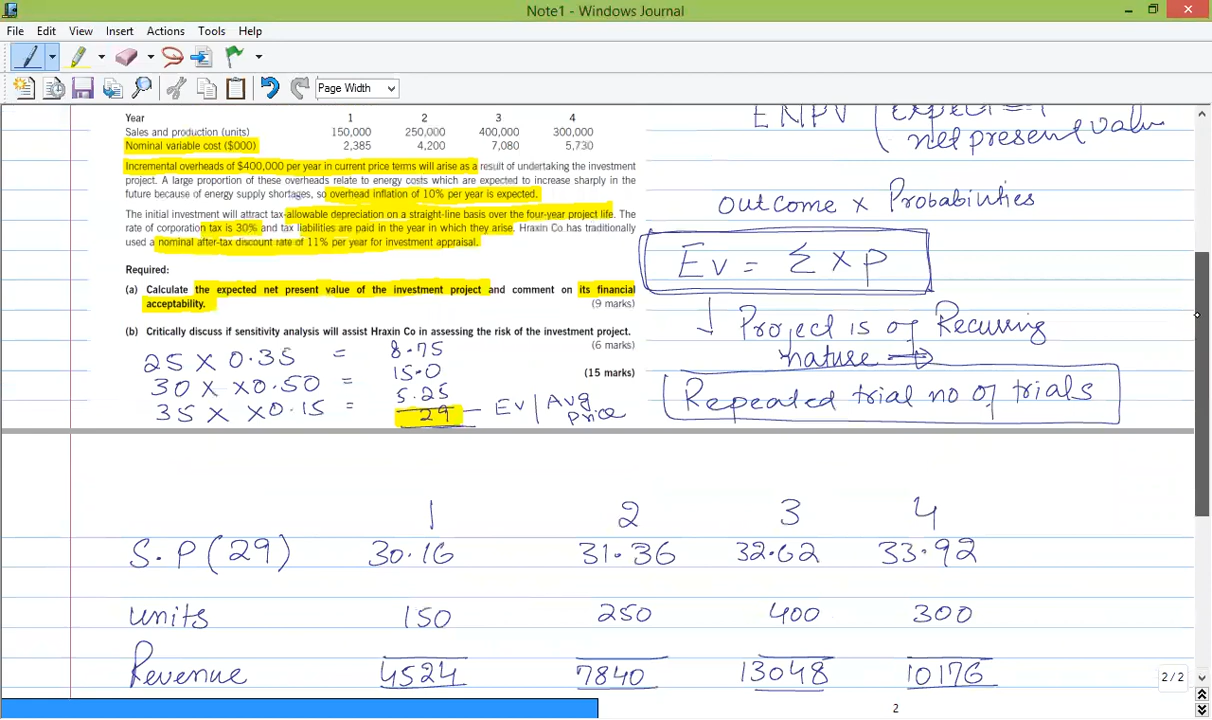 Note1 - Windows Journal
File Edit View Insert Actions Tools Help
Page Width
Year 1 2 3 4
Sales and production (units) 150,000 250,000 400,000 300,000
Nominal variable cost ($000) 2,385 4,200 7,080 5,730
Incremental overheads of $400,000 per year in current price terms will arise as a result of undertaking the investment
project. A large proportion of these overheads relate to energy costs which are expected to increase sharply in the
future because of energy supply shortages, so overhead inflation of 10% per year is expected.
The initial investment will attract tax-allowable depreciation on a straight-line basis over the four-year project life. The
rate of corporation tax is 30% and tax liabilities are paid in the year in which they arise. Hraxin Co has traditionally
used a nominal after-tax discount rate of 11% per year for investment appraisal.
Required:
(a) Calculate the expected net present value of the investment project and comment on its financial
acceptability. (9 marks)
(b) Critically discuss if sensitivity analysis will assist Hraxin Co in assessing the risk of the investment project.
(6 marks)
(15 marks)
25 X 0.35 = 8.75
30 X X0.50 = 15.0
35 X X0.15 = 5.25
29 Ev | Avg
Price
ENPV
net present value
outcome x Probabinties
Ev = Σ X P
Project is of Recuring
nature
Repeated trial no of trials
1 2 3 4
S.P (29) 30.16 31.36 32.62 33.92
units 150 250 400 300
Revenue 4524 7840 13048 10176
2 / 2
2